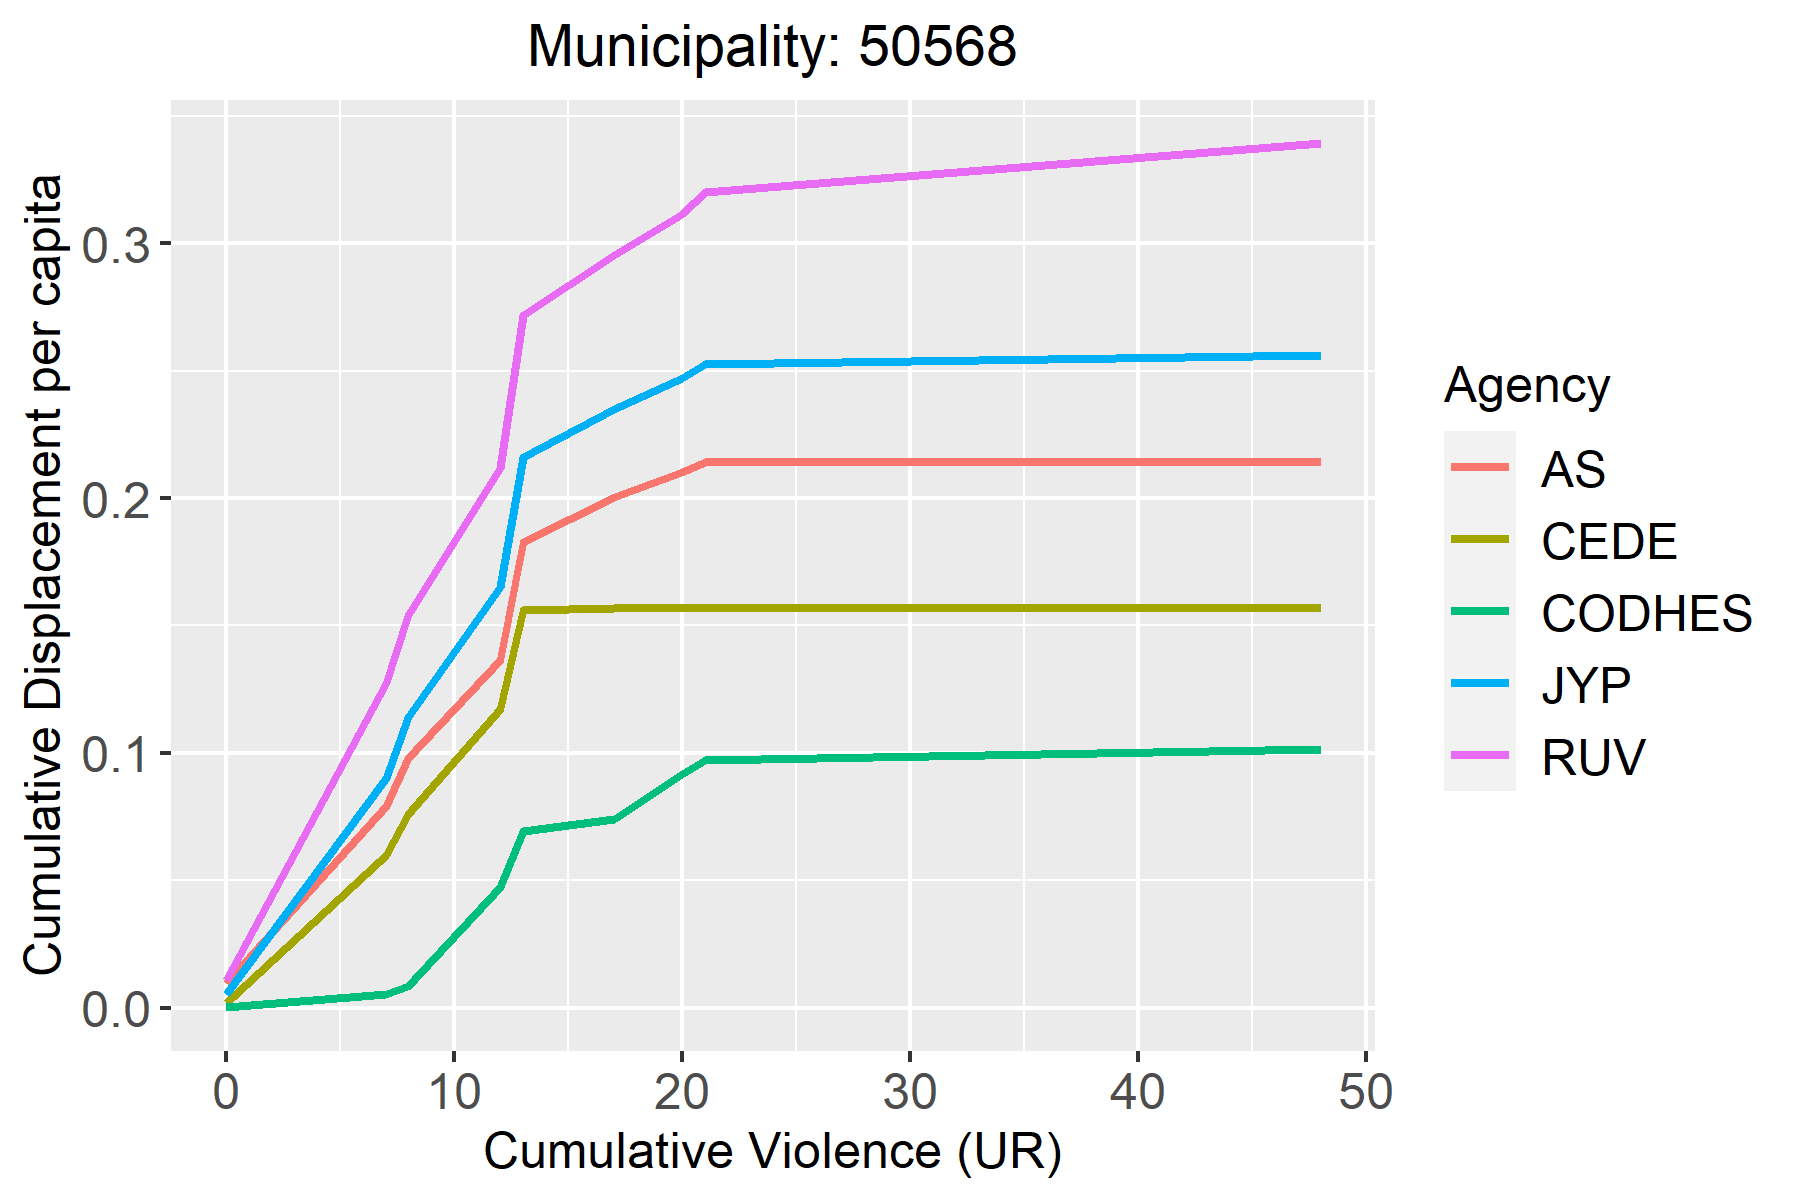 Municipality: 50568
Cumulative Displacement per capita
0.3
0.2
0.1
0.0
0 10 20 30 40 50
Cumulative Violence (UR)
Agency
AS
CEDE
CODHES
JYP
RUV